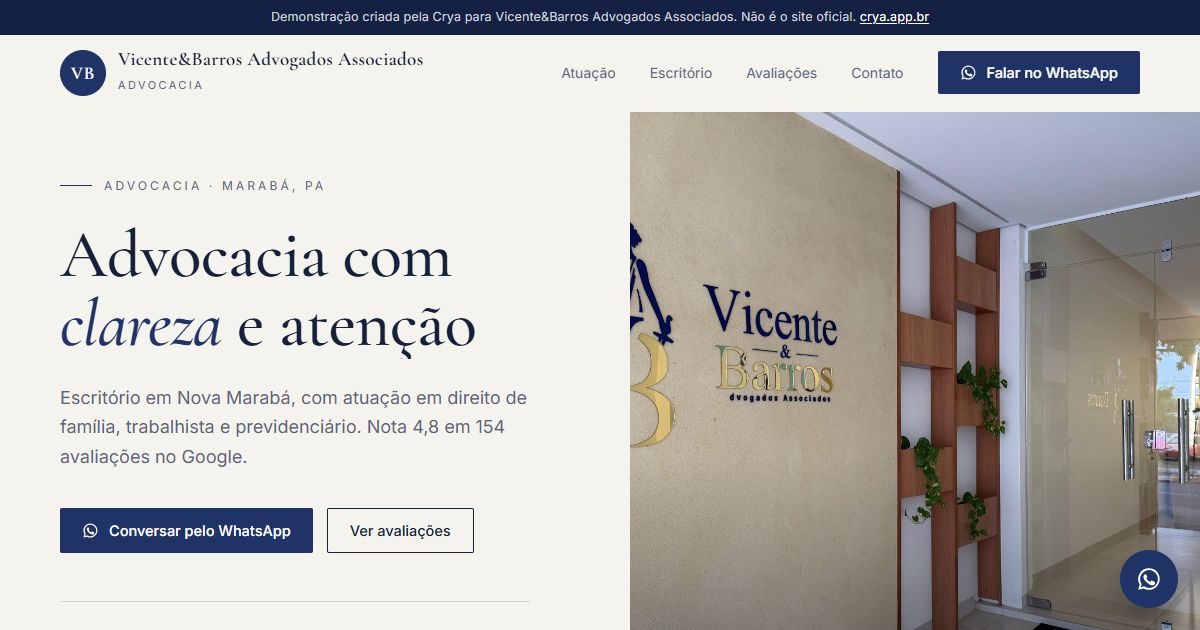 Demonstração criada pela Crya para Vicente&Barros Advogados Associados. Não é o site oficial. crya.app.br
VB
Vicente&Barros Advogados Associados
ADVOCACIA
Atuação
Escritório
Avaliações
Contato
Falar no WhatsApp
ADVOCACIA · MARABÁ, PA
Advocacia com
clareza e atenção
Escritório em Nova Marabá, com atuação em direito de
família, trabalhista e previdenciário. Nota 4,8 em 154
avaliações no Google.
Conversar pelo WhatsApp
Ver avaliações
Vicente
&
Barros
dvogados Associados